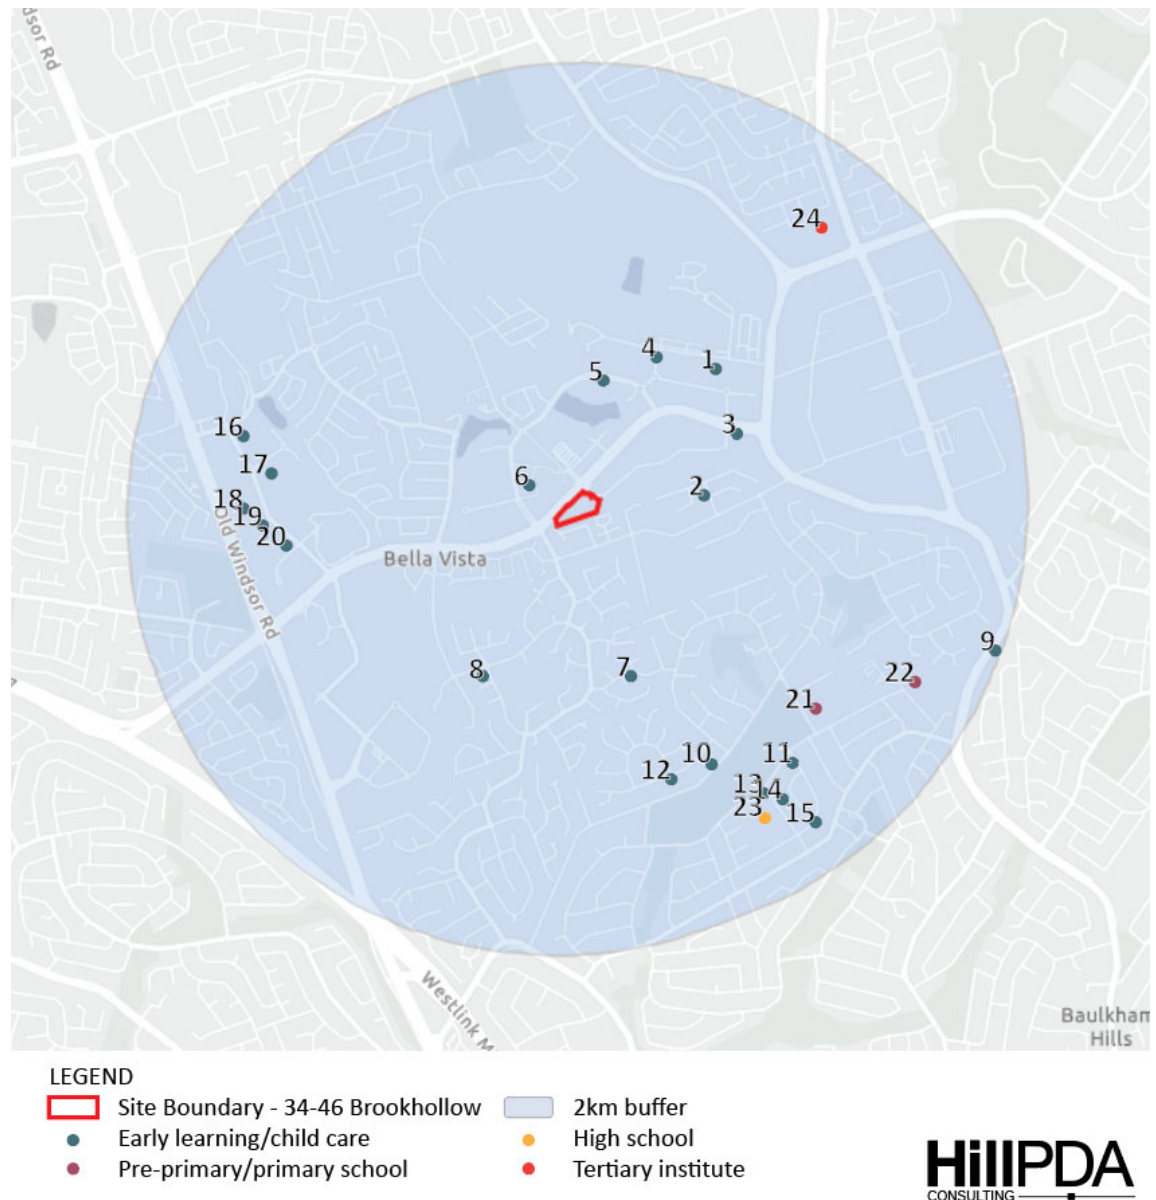 dsor Rd
24
4
1
5
3
16
17
6
2
18
19
Old Windsor Rd
20
Bella Vista
9
8
7
22
21
10
11
12
13
14
23
15
Westlink M
Baulkham
Hills
LEGEND
Site Boundary - 34-46 Brookhollow
2km buffer
Early learning/child care
High school
Pre-primary/primary school
Tertiary institute
HillPDA
CONSULTING